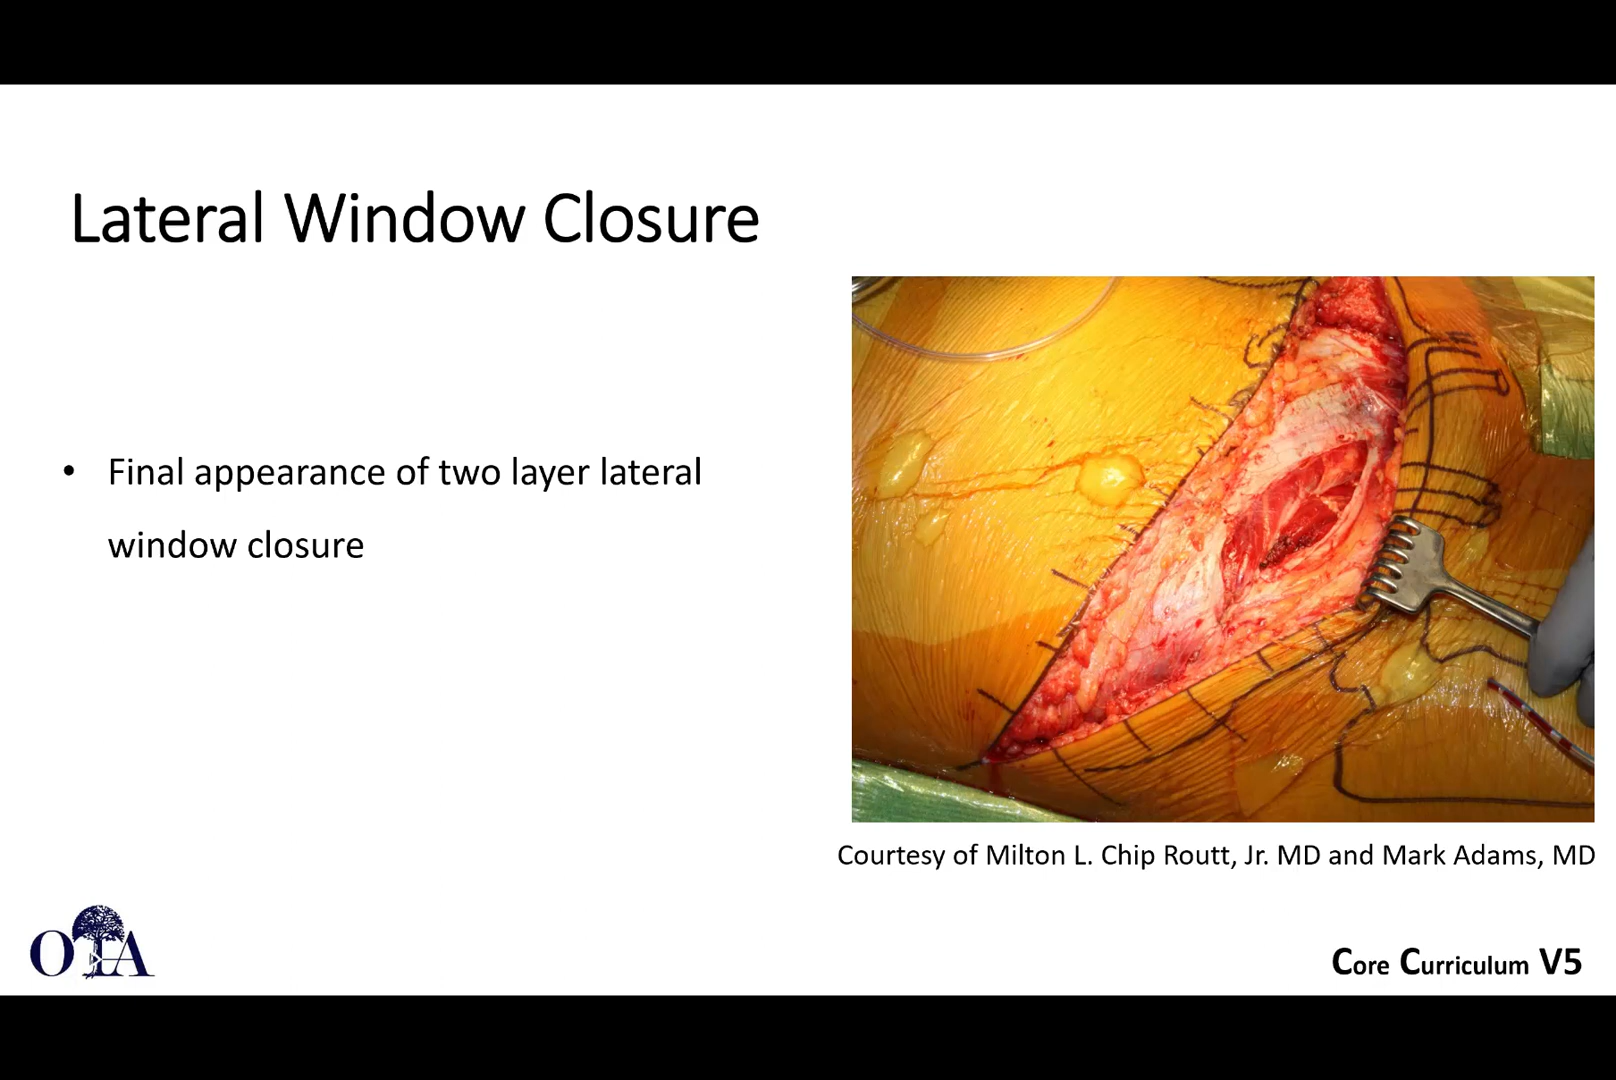 Lateral Window Closure
• Final appearance of two layer lateral
window closure
Courtesy of Milton L. Chip Routt, Jr. MD and Mark Adams, MD
OTA
Core Curriculum V5